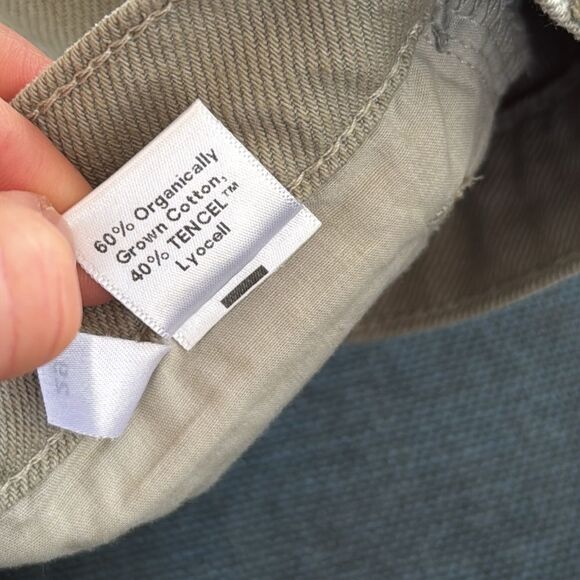 60% Organically
Grown Cotton,
40% TENCEL™
Lyocell